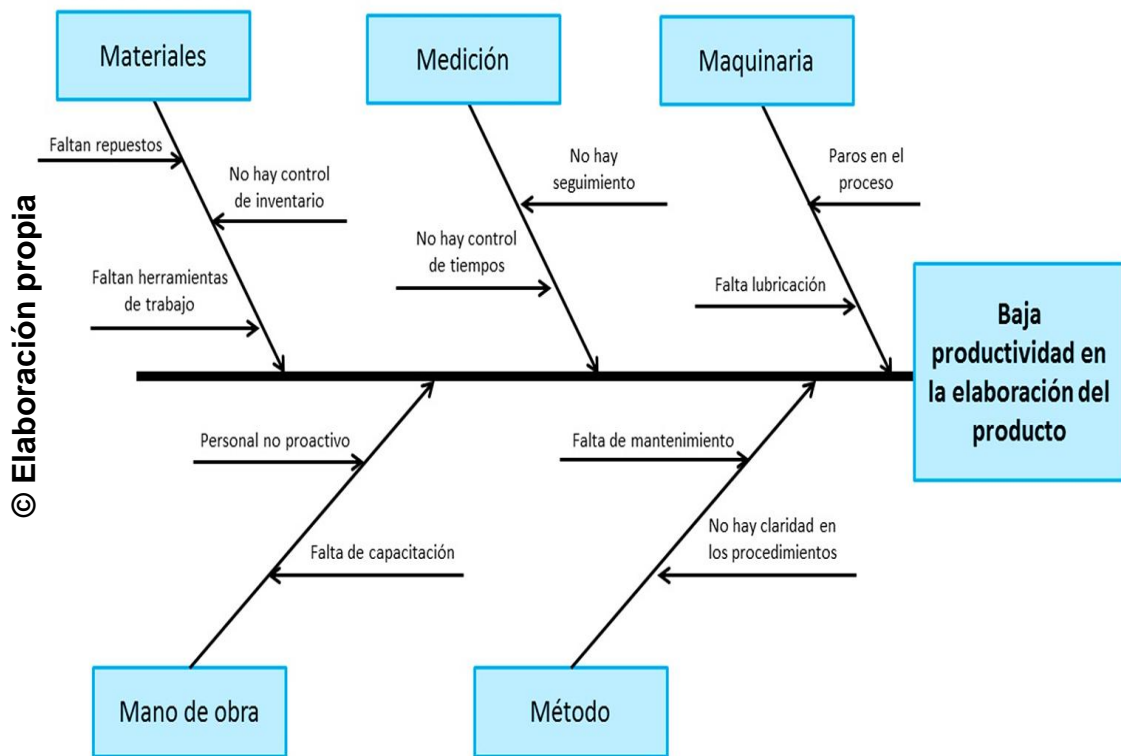 Materiales
Medición
Maquinaria
Faltan repuestos
No hay control
de inventario
Faltan herramientas
de trabajo
No hay
seguimiento
No hay control
de tiempos
Paros en el
proceso
Falta lubricación
Baja
productividad en
la elaboración del
producto
Personal no proactivo
Falta de capacitación
Falta de mantenimiento
No hay claridad en
los procedimientos
Mano de obra
Método
© Elaboración propia